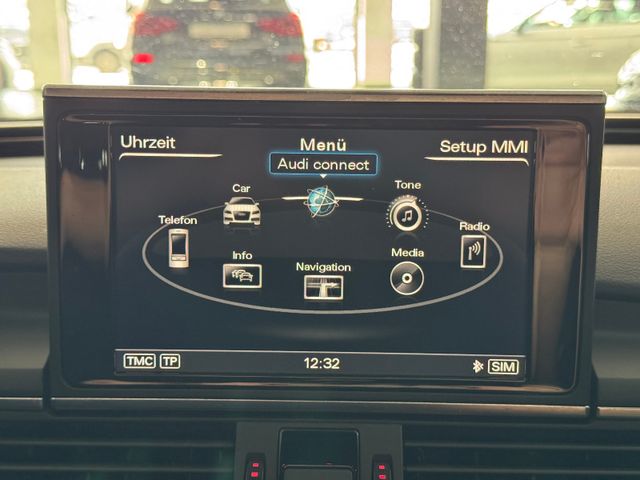 Uhrzeit
Menü
Setup MMI
Audi connect
Car
Tone
Telefon
Radio
Info
Navigation
Media
TMC TP
12:32
SIM